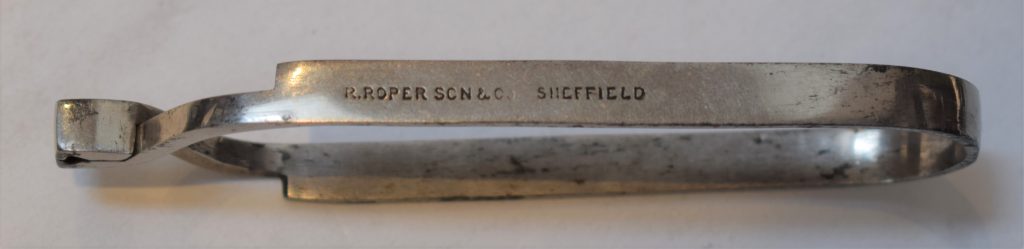 R.ROPER SON & CO. SHEFFIELD